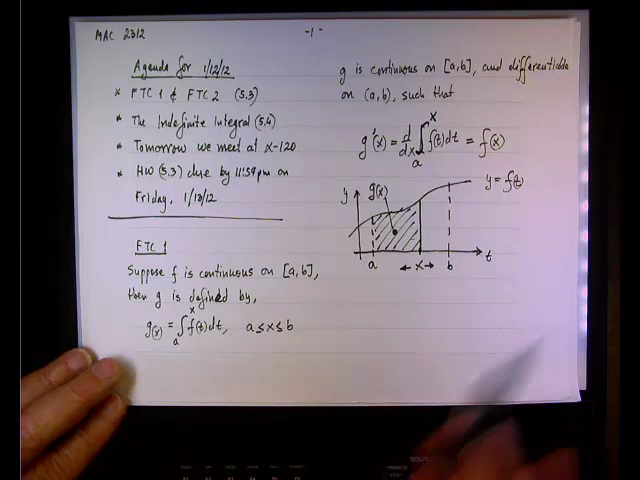 MAC 2312
-1-
Agenda for 1/12/12
* FTC 1 & FTC 2 (5.3)
* The Indefinite Integral (5.4)
* Tomorrow we meet at X-120
* HW (5.3) due by 11:59pm on
Friday, 1/13/12
FTC 1
Suppose f is continuous on [a,b],
then g is defined by,
g(x) = ∫_a^x f(t)dt, a ≤ x ≤ b
g is continuous on [a,b], and differentiable
on (a,b), such that
g'(x) = d/dx ∫_a^x f(t)dt = f(x)
y
g(x)
y = f(t)
a ← x → b t